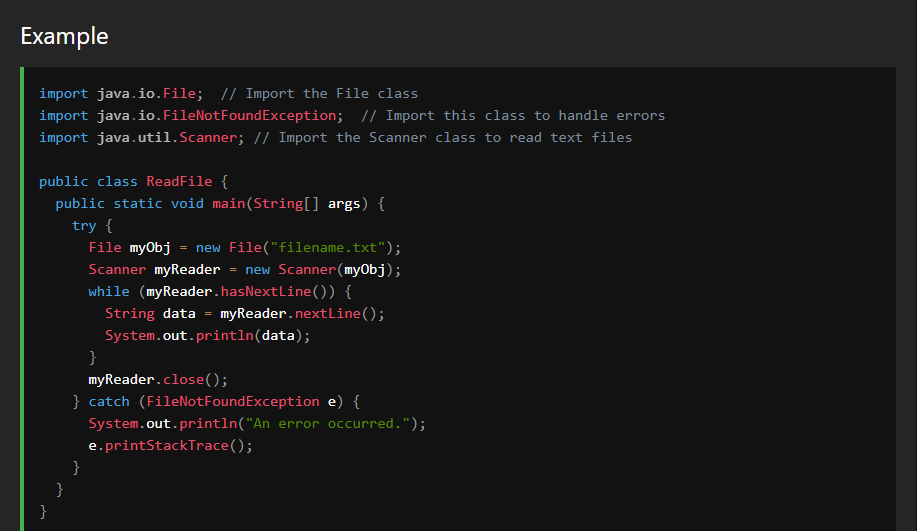 Example
import java.io.File;  // Import the File class
import java.io.FileNotFoundException;  // Import this class to handle errors
import java.util.Scanner; // Import the Scanner class to read text files

public class ReadFile {
  public static void main(String[] args) {
    try {
      File myObj = new File("filename.txt");
      Scanner myReader = new Scanner(myObj);
      while (myReader.hasNextLine()) {
        String data = myReader.nextLine();
        System.out.println(data);
      }
      myReader.close();
    } catch (FileNotFoundException e) {
      System.out.println("An error occurred.");
      e.printStackTrace();
    }
  }
}